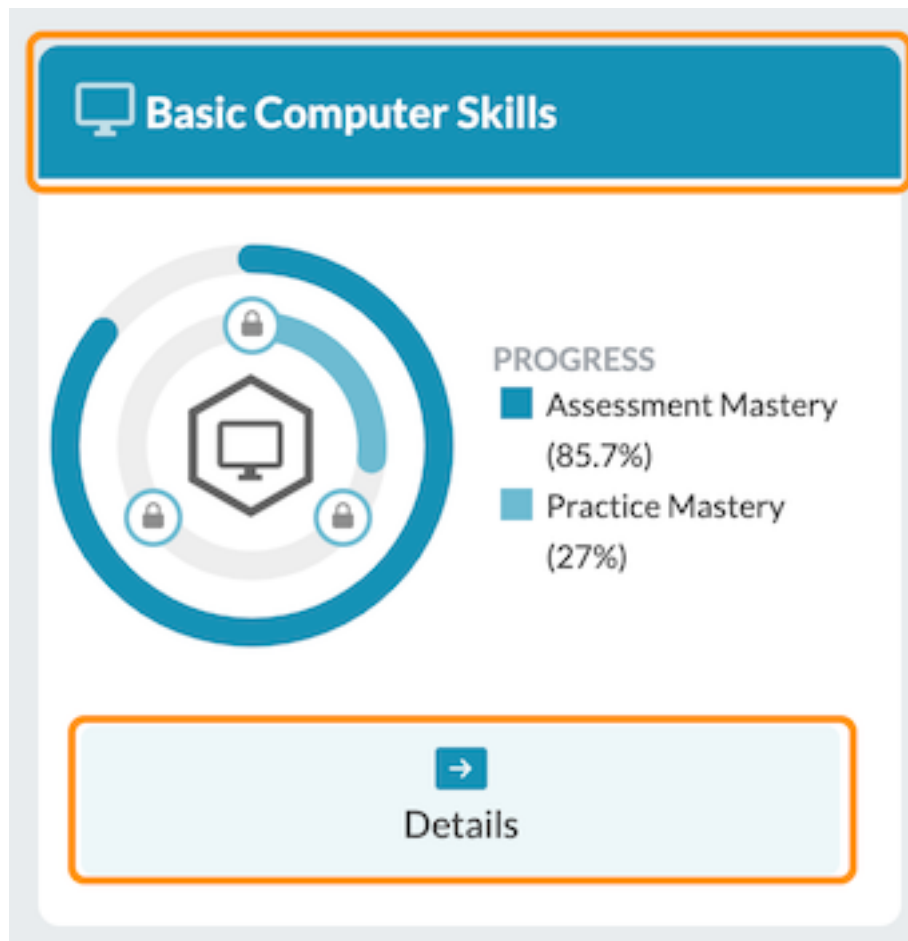 Basic Computer Skills
PROGRESS
Assessment Mastery
(85.7%)
Practice Mastery
(27%)
Details